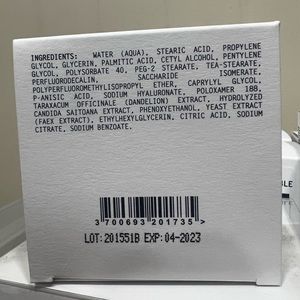 INGREDIENTS: WATER (AQUA), STEARIC ACID, PROPYLENE
GLYCOL, GLYCERIN, PALMITIC ACID, CETYL ALCOHOL, PENTYLENE
GLYCOL, POLYSORBATE 40, PEG-2 STEARATE, TEA-STEARATE,
PERFLUORODECALIN, SACCHARIDE ISOMERATE,
POLYPERFLUOROMETHYLISOPROPYL ETHER, CAPRYLYL GLYCOL,
P-ANISIC ACID, SODIUM HYALURONATE, POLOXAMER 188,
TARAXACUM OFFICINALE (DANDELION) EXTRACT, HYDROLYZED
CANDIDA SAITOANA EXTRACT, PHENOXYETHANOL, YEAST EXTRACT
(FAEX EXTRACT), ETHYLHEXYLGLYCERIN, CITRIC ACID, SODIUM
CITRATE, SODIUM BENZOATE.
3 700693 201735 >
LOT: 201551B EXP: 04-2023